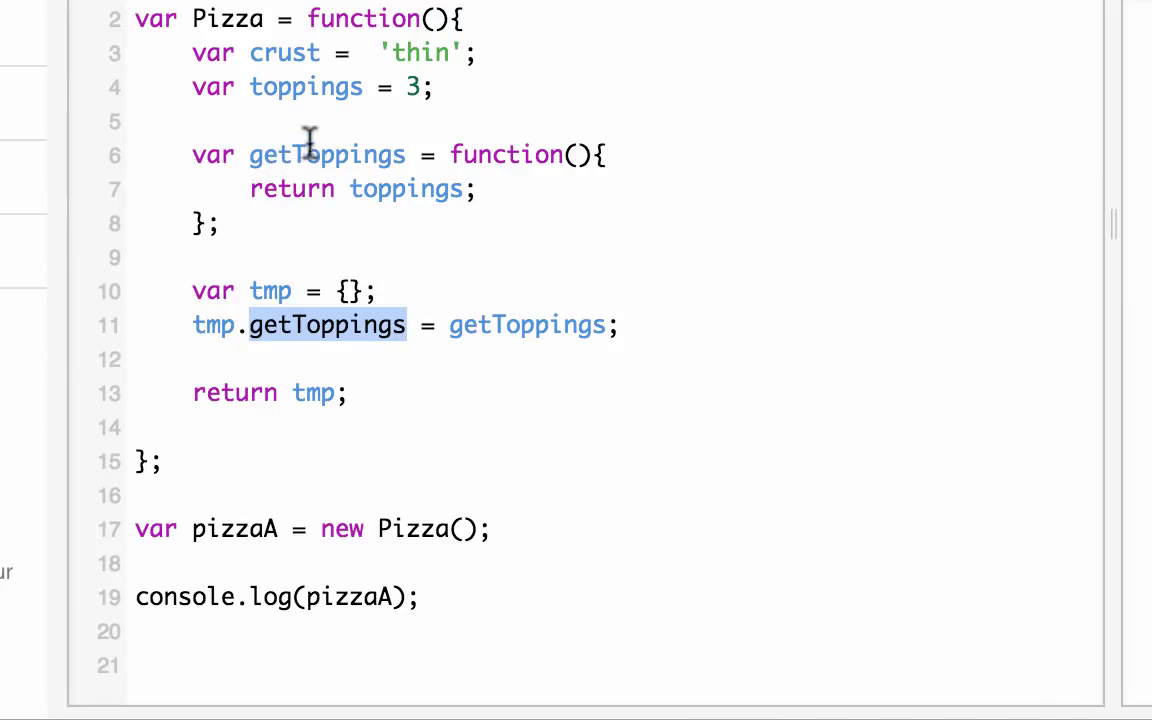 2 var Pizza = function(){
3 var crust = 'thin';
4 var toppings = 3;
5
6 var getToppings = function(){
7 return toppings;
8 };
9
10 var tmp = {};
11 tmp.getToppings = getToppings;
12
13 return tmp;
14
15 };
16
17 var pizzaA = new Pizza();
18
ur
19 console.log(pizzaA);
20
21